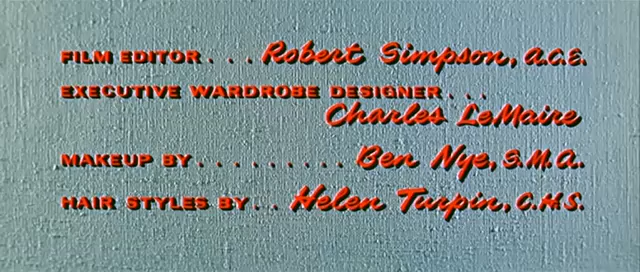 FILM EDITOR . . . Robert Simpson, A.C.E.
EXECUTIVE WARDROBE DESIGNER . . .
Charles LeMaire
MAKEUP BY . . . . . . . . . Ben Nye, S.M.A.
HAIR STYLES BY . . Helen Turpin, C.H.S.